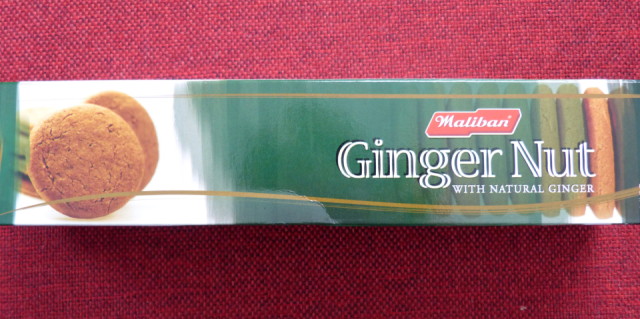 Maliban
Ginger Nut
WITH NATURAL GINGER